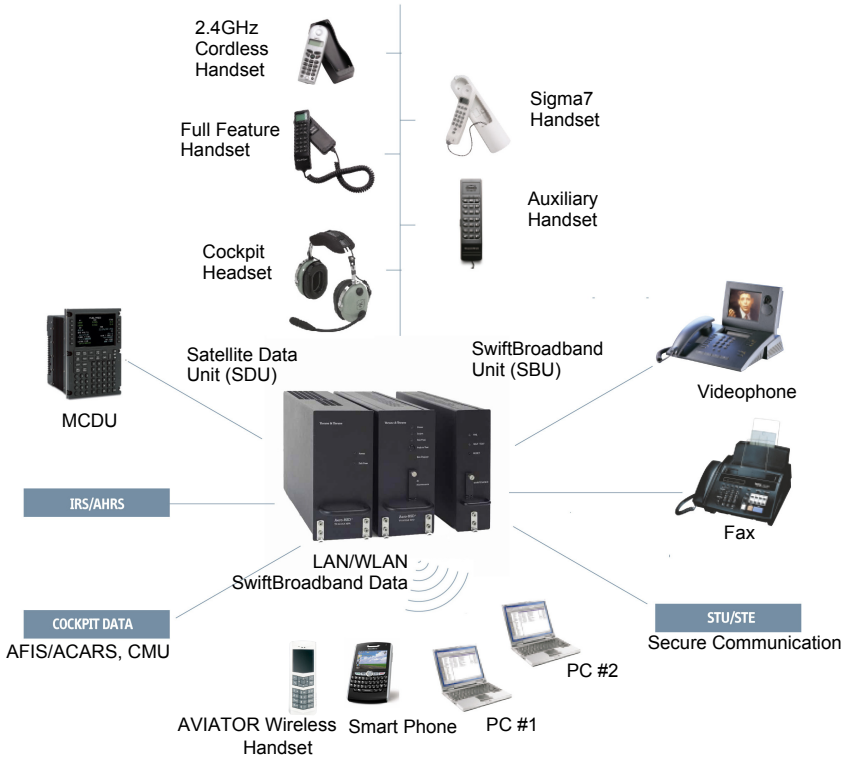 2.4GHz
Cordless
Handset
Sigma7
Handset
Full Feature
Handset
Auxiliary
Handset
Cockpit
Headset
Satellite Data
Unit (SDU)
SwiftBroadband
Unit (SBU)
MCDU
Videophone
IRS/AHRS
Fax
LAN/WLAN
SwiftBroadband Data
COCKPIT DATA
AFIS/ACARS, CMU
STU/STE
Secure Communication
PC #2
AVIATOR Wireless
Handset
Smart Phone
PC #1